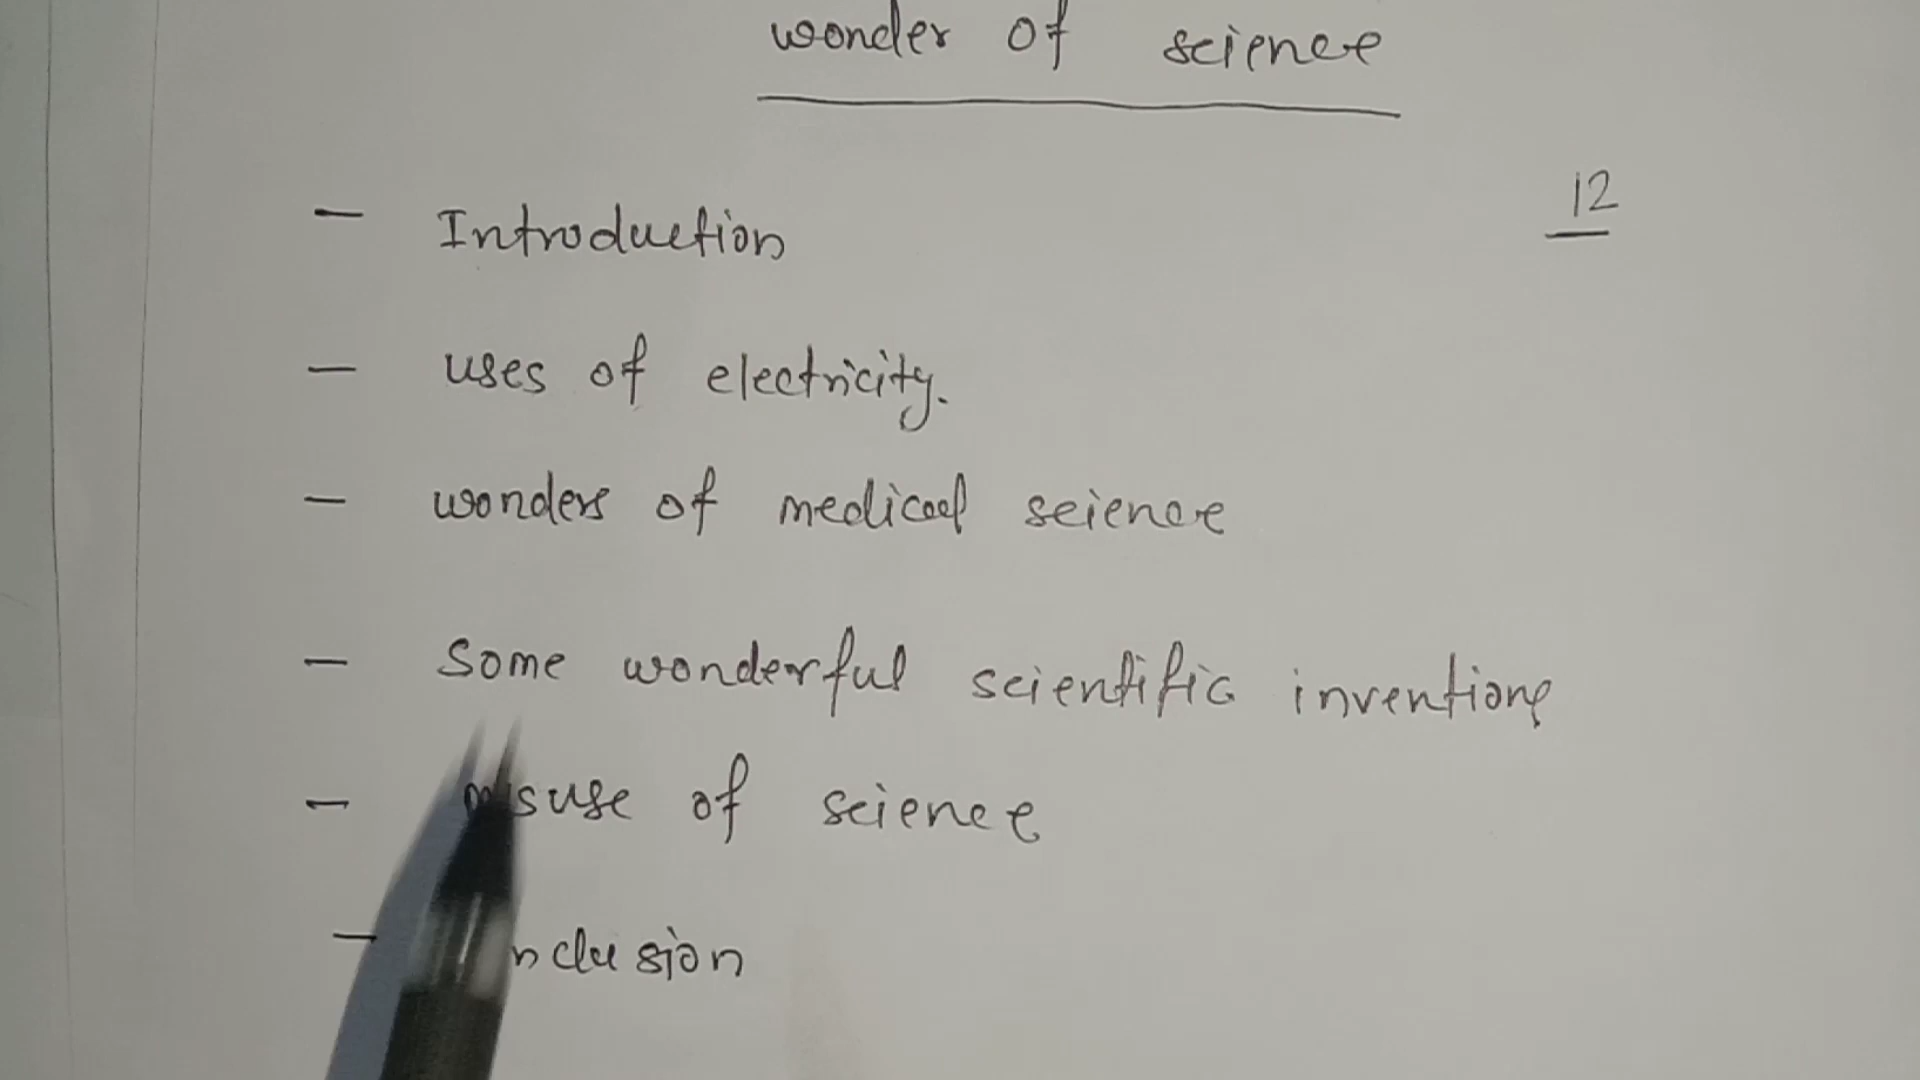 wonder of science
12
- Introduction
- uses of electricity.
- wonders of medical science
- Some wonderful scientific inventions
- misuse of science
- nclusion